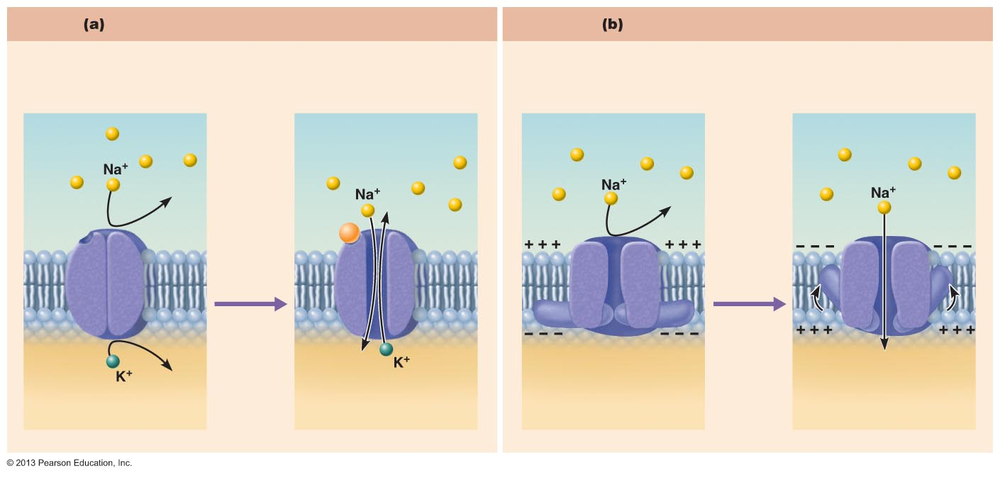 (a)
(b)
Na⁺
K⁺
Na⁺
K⁺
Na⁺
+ + +
+ + +
– – –
– – –
Na⁺
– – –
– – –
+ + +
+ + +
© 2013 Pearson Education, Inc.